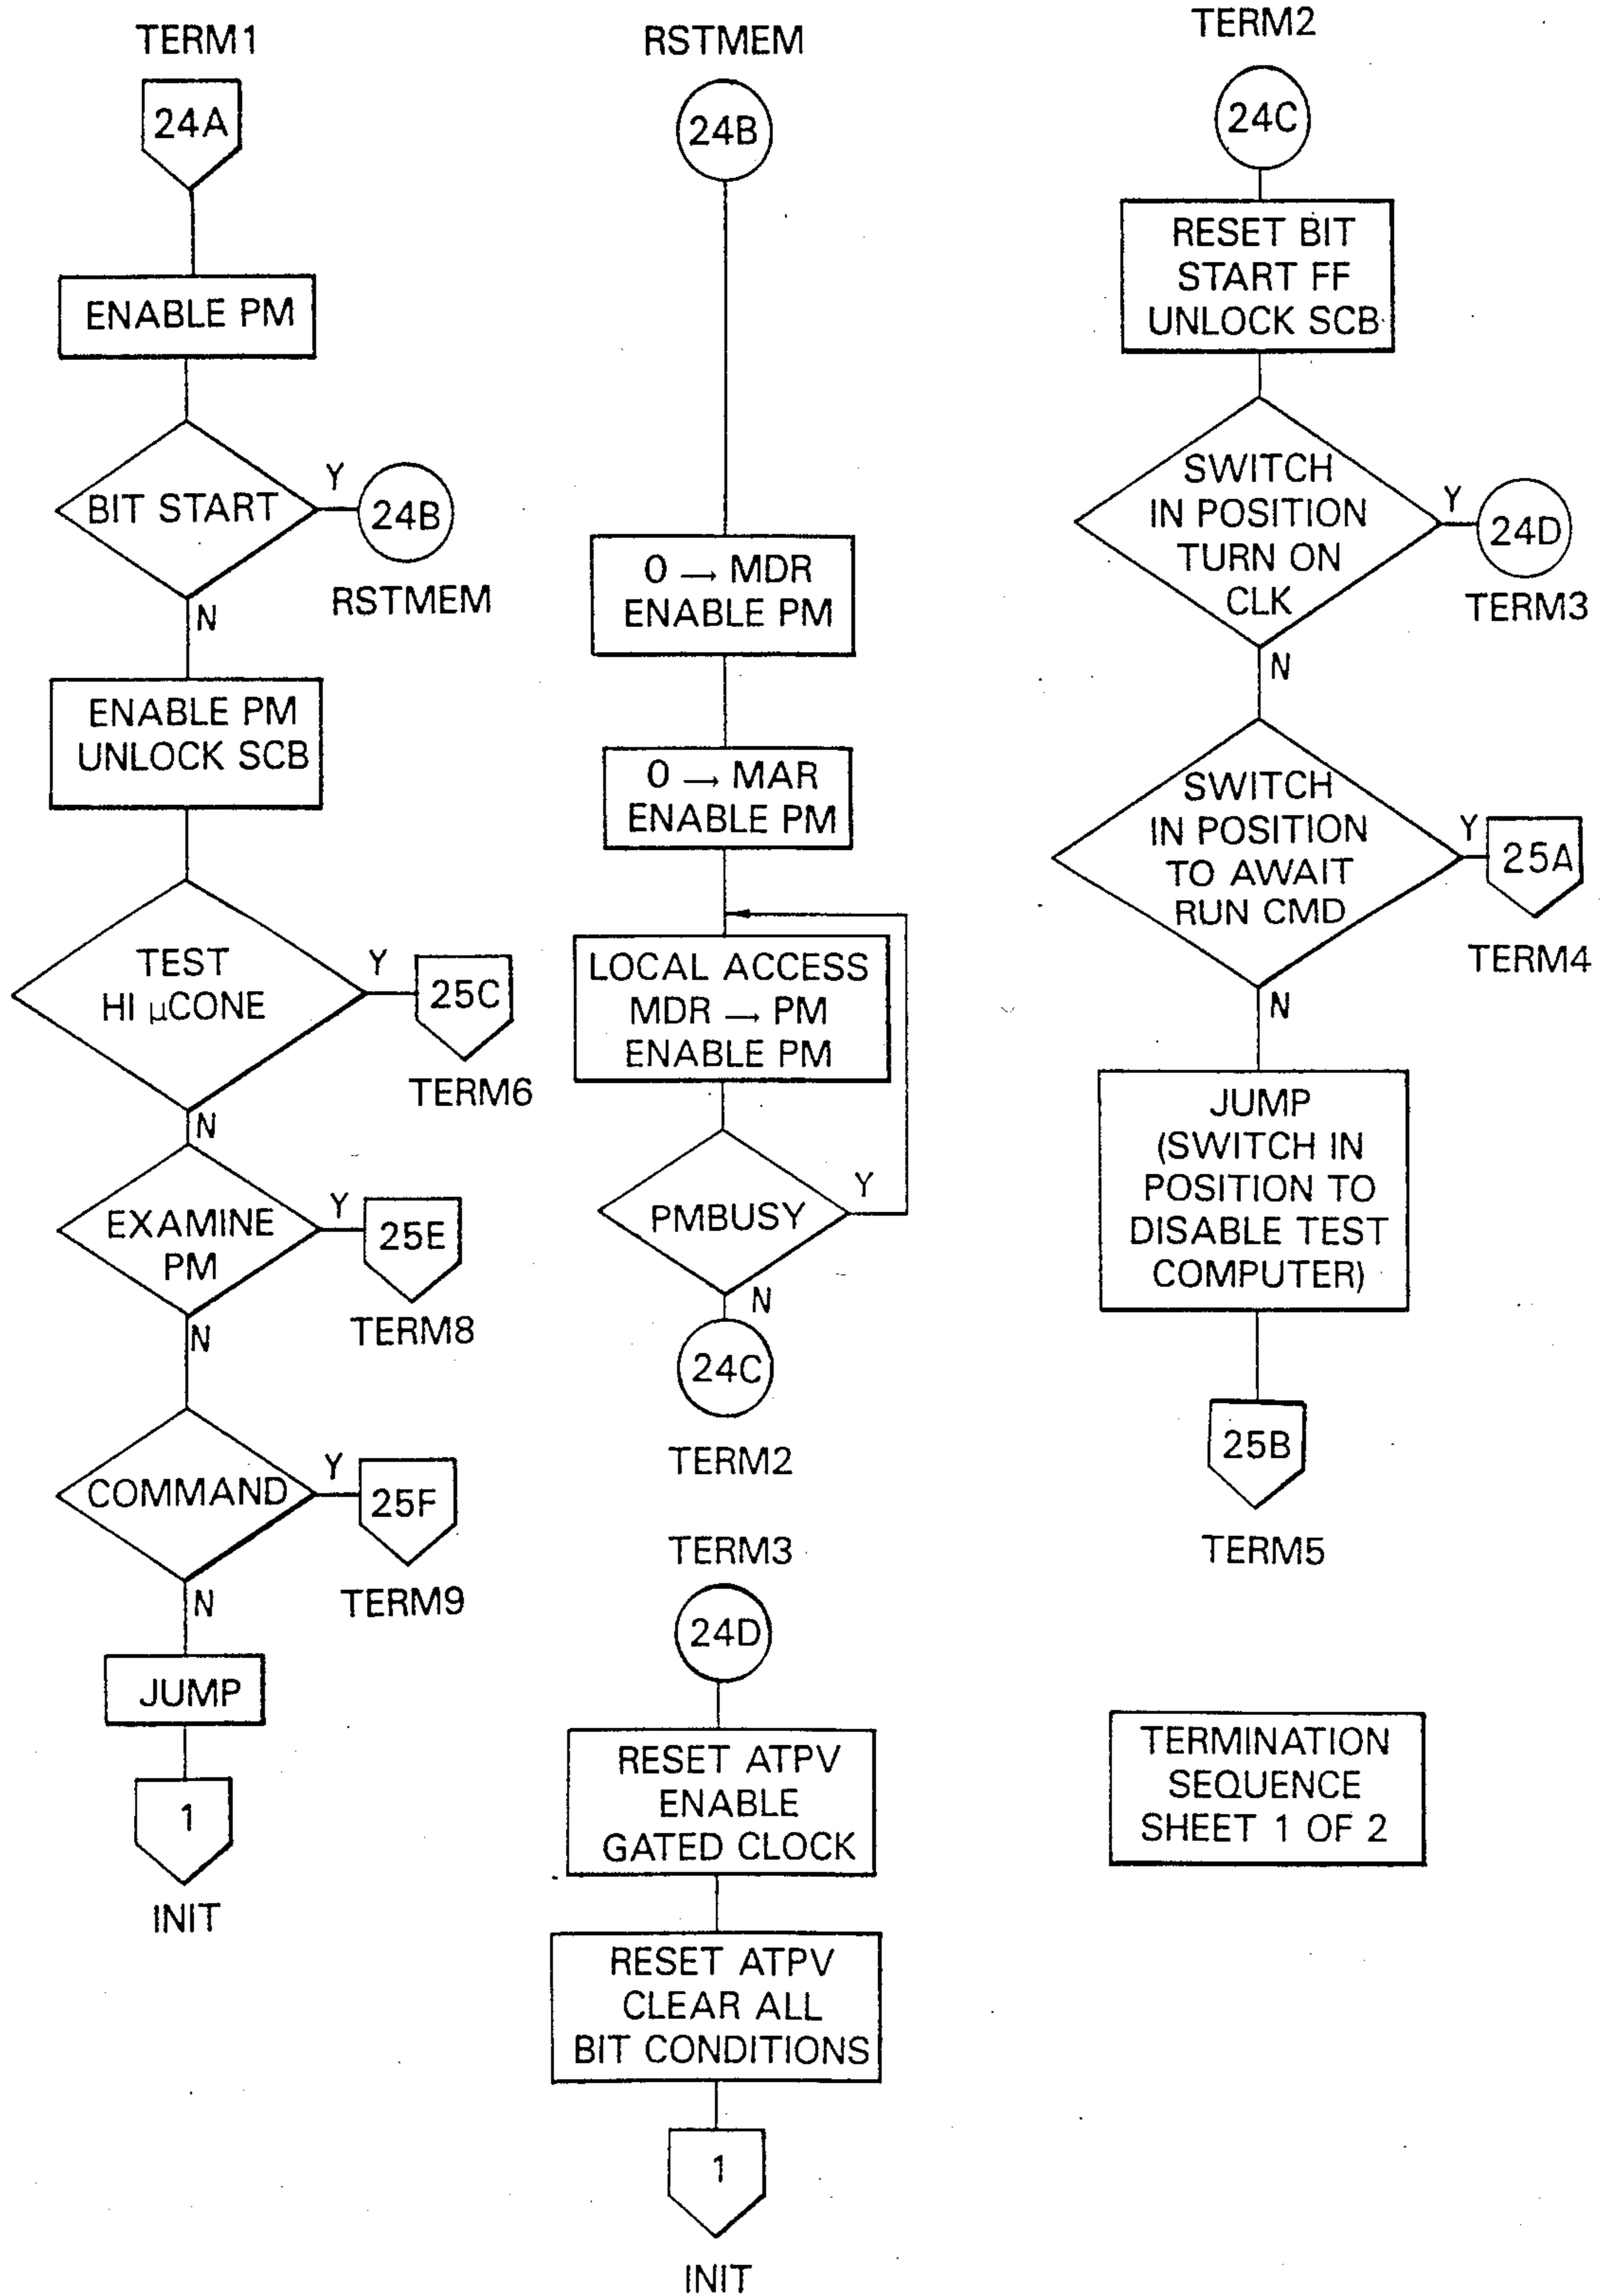 TERM1
24A
ENABLE PM
BIT START
Y
24B
RSTMEM
N
ENABLE PM
UNLOCK SCB
TEST
HI μCONE
Y
25C
TERM6
N
EXAMINE
PM
Y
25E
TERM8
N
COMMAND
Y
25F
TERM9
N
JUMP
1
INIT
RSTMEM
24B
0 → MDR
ENABLE PM
0 → MAR
ENABLE PM
LOCAL ACCESS
MDR → PM
ENABLE PM
PMBUSY
Y
N
24C
TERM2
TERM3
24D
RESET ATPV
ENABLE
GATED CLOCK
RESET ATPV
CLEAR ALL
BIT CONDITIONS
1
INIT
TERM2
24C
RESET BIT
START FF
UNLOCK SCB
SWITCH
IN POSITION
TURN ON
CLK
Y
24D
TERM3
N
SWITCH
IN POSITION
TO AWAIT
RUN CMD
Y
25A
TERM4
N
JUMP
(SWITCH IN
POSITION TO
DISABLE TEST
COMPUTER)
25B
TERM5
TERMINATION
SEQUENCE
SHEET 1 OF 2